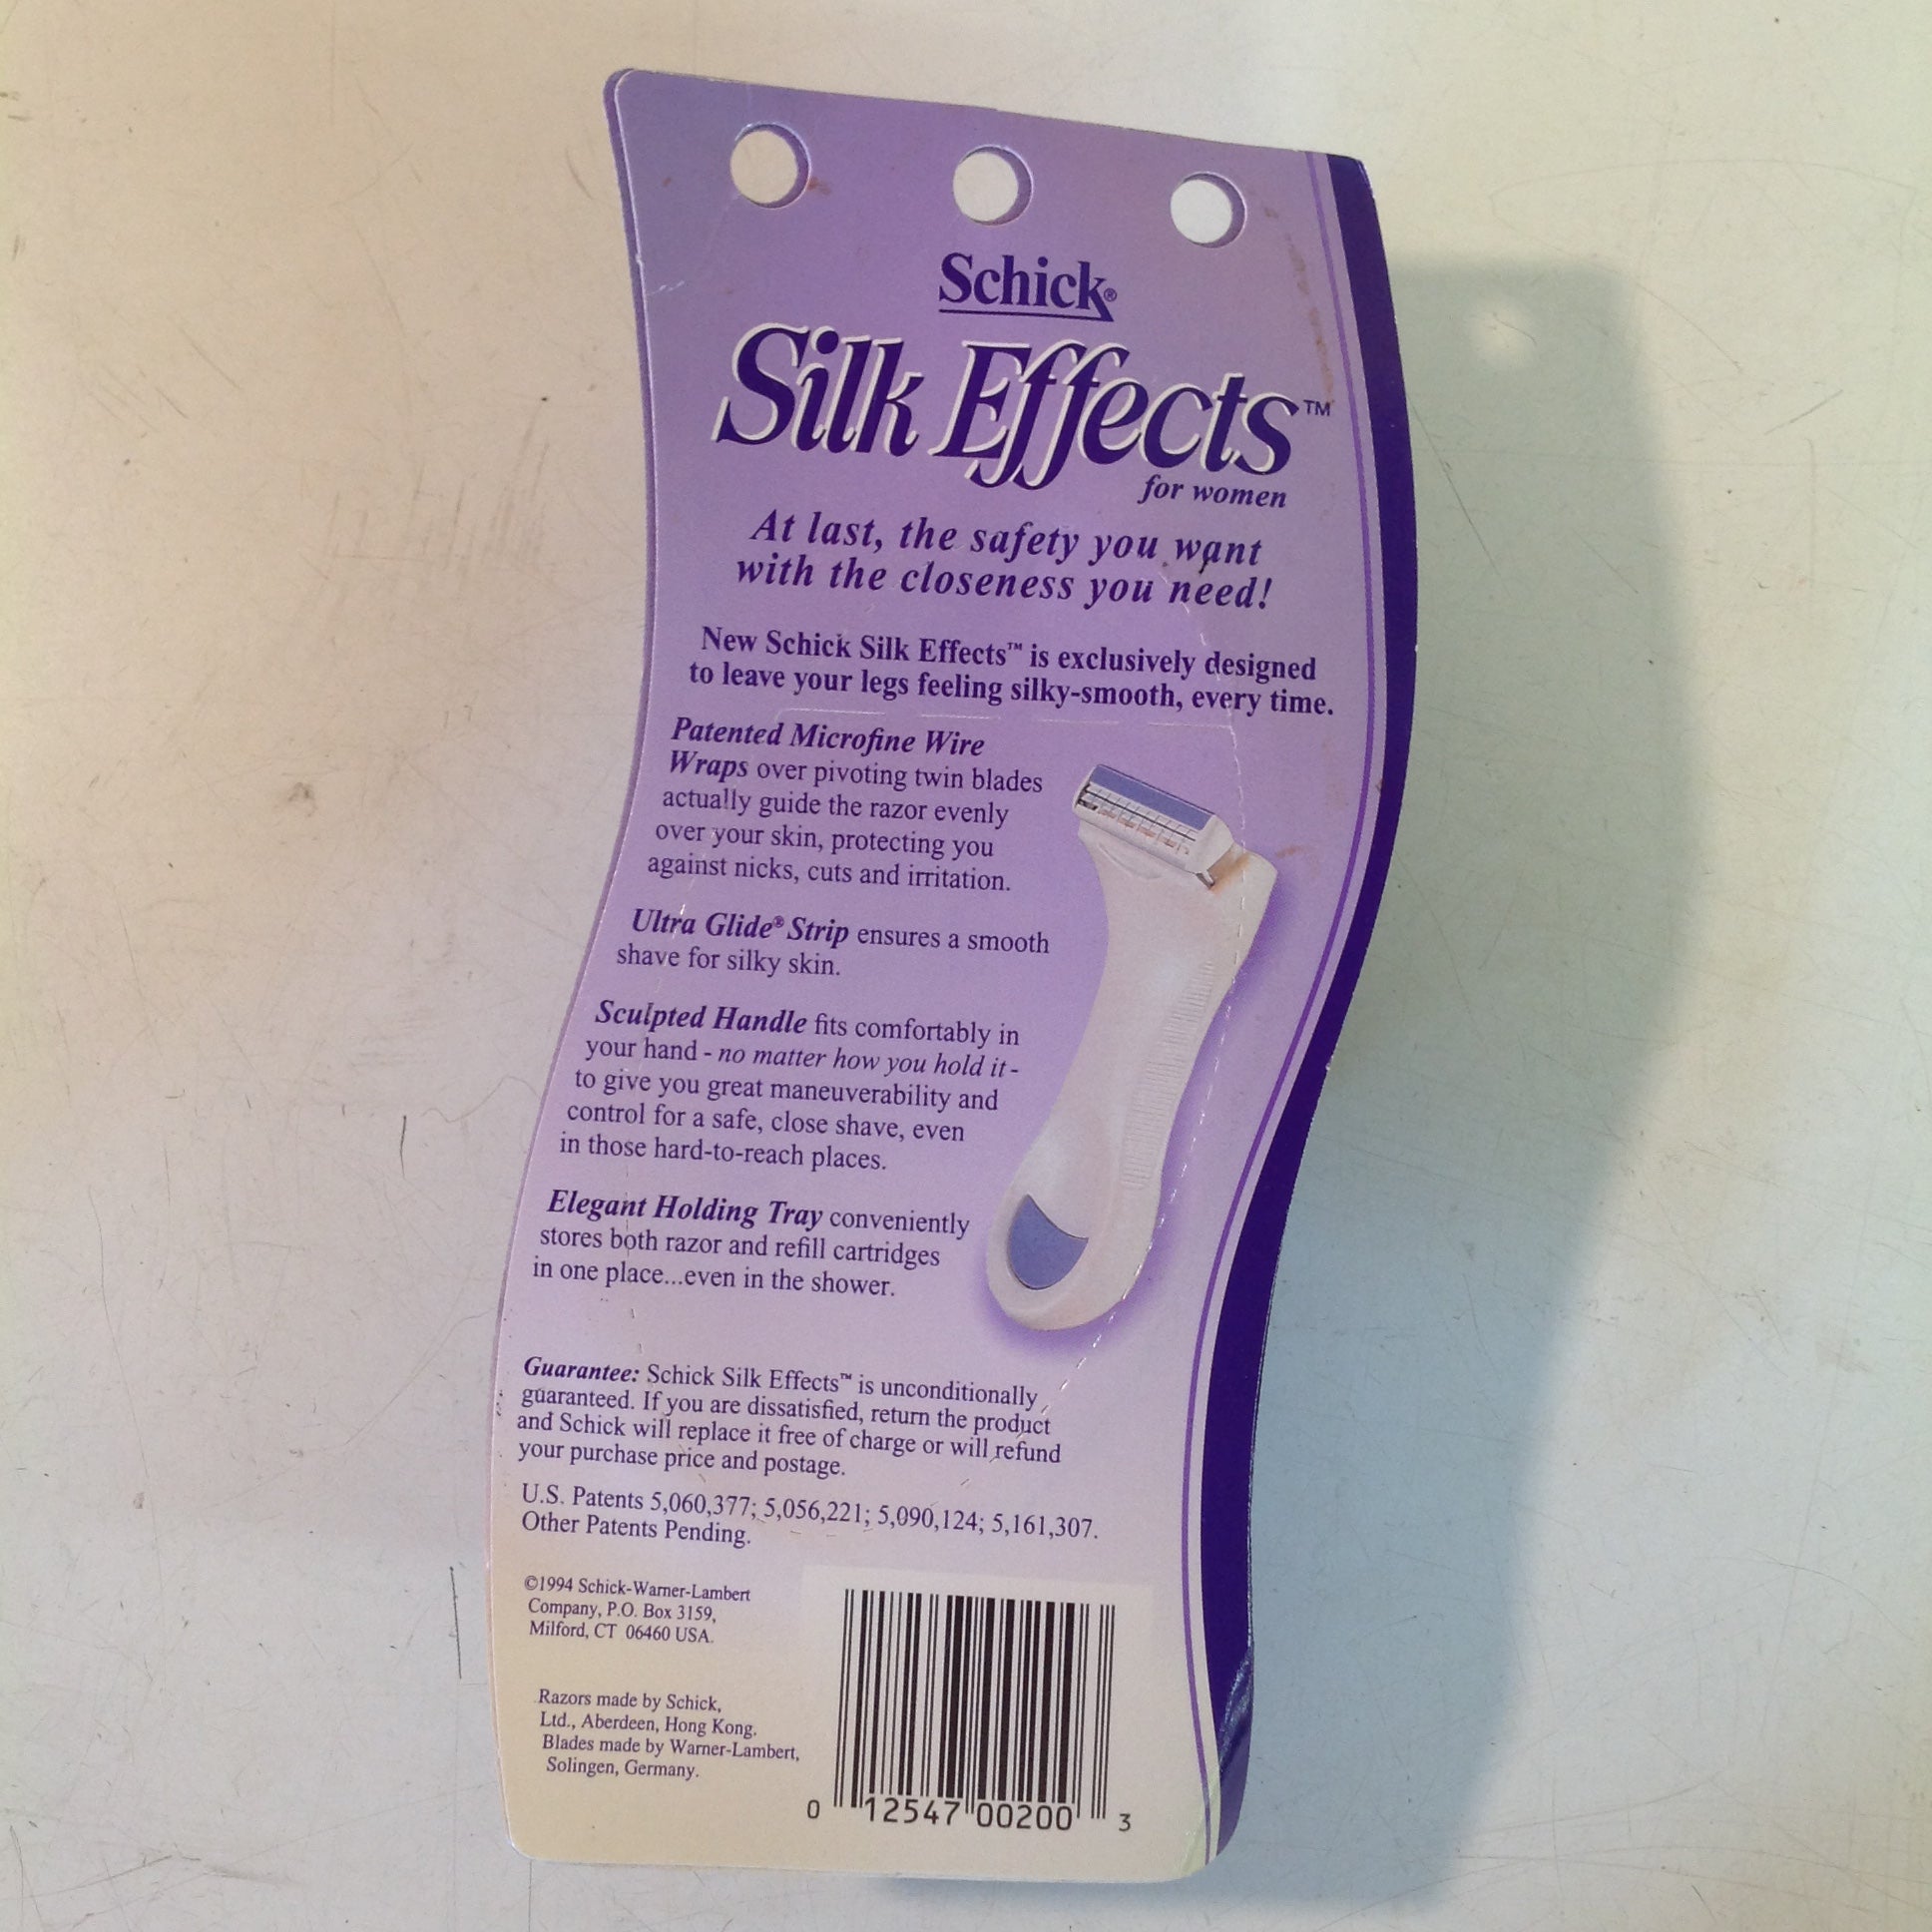 Schick®
Silk Effects™
for women
At last, the safety you want
with the closeness you need!
New Schick Silk Effects™ is exclusively designed
to leave your legs feeling silky-smooth, every time.
Patented Microfine Wire
Wraps over pivoting twin blades
actually guide the razor evenly
over your skin, protecting you
against nicks, cuts and irritation.
Ultra Glide® Strip ensures a smooth
shave for silky skin.
Sculpted Handle fits comfortably in
your hand - no matter how you hold it -
to give you great maneuverability and
control for a safe, close shave, even
in those hard-to-reach places.
Elegant Holding Tray conveniently
stores both razor and refill cartridges
in one place...even in the shower.
Guarantee: Schick Silk Effects™ is unconditionally
guaranteed. If you are dissatisfied, return the product
and Schick will replace it free of charge or will refund
your purchase price and postage.
U.S. Patents 5,060,377; 5,056,221; 5,090,124; 5,161,307.
Other Patents Pending.
©1994 Schick-Warner-Lambert
Company, P.O. Box 3159,
Milford, CT 06460 USA.
Razors made by Schick,
Ltd., Aberdeen, Hong Kong.
Blades made by Warner-Lambert,
Solingen, Germany.
0 12547 00200 3